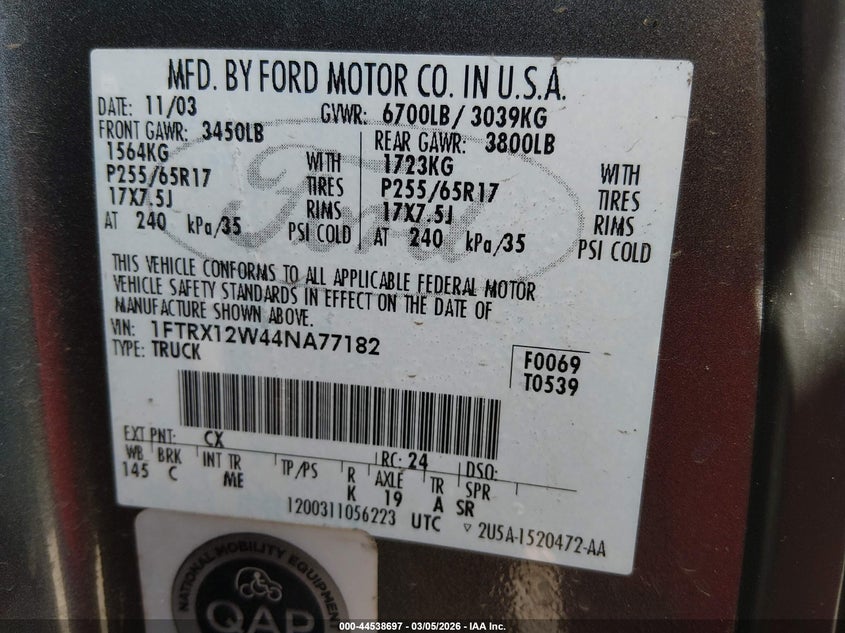 MFD. BY FORD MOTOR CO. IN U.S.A.
DATE: 11/03 GVWR: 6700LB/ 3039KG
FRONT GAWR: 3450LB REAR GAWR: 3800LB
1564KG WITH 1723KG WITH
P255/65R17 TIRES P255/65R17 TIRES
17X7.5J RIMS 17X7.5J RIMS
AT 240 kPa/35 PSI COLD AT 240 kPa/35 PSI COLD
Ford
THIS VEHICLE CONFORMS TO ALL APPLICABLE FEDERAL MOTOR
VEHICLE SAFETY STANDARDS IN EFFECT ON THE DATE OF
MANUFACTURE SHOWN ABOVE.
VIN: 1FTRX12W44NA77182
TYPE: TRUCK
F0069
T0539
EXT PNT: CX RC: 24 DSO:
WB BRK INT TR TP/PS R AXLE TR SPR
145 C ME K 19 A SR
1200311056223 UTC ▽ 2U5A-1520472-AA
NATIONAL MOBILITY EQUIPMENT
QAP
000-44538697 - 03/05/2026 - IAA Inc.